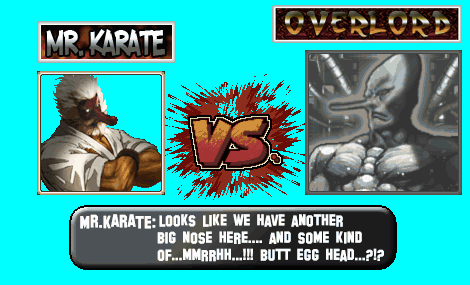 OVERLORD
MR. KARATE
VS.
MR.KARATE: LOOKS LIKE WE HAVE ANOTHER
BIG NOSE HERE.... AND SOME KIND
OF...MMRRHH...!!! BUTT EGG HEAD...?!?